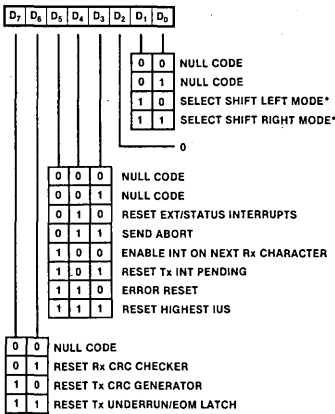 D7 D6 D5 D4 D3 D2 D1 D0
0 0 NULL CODE
0 1 NULL CODE
1 0 SELECT SHIFT LEFT MODE*
1 1 SELECT SHIFT RIGHT MODE*
0
0 0 0 NULL CODE
0 0 1 NULL CODE
0 1 0 RESET EXT/STATUS INTERRUPTS
0 1 1 SEND ABORT
1 0 0 ENABLE INT ON NEXT Rx CHARACTER
1 0 1 RESET Tx INT PENDING
1 1 0 ERROR RESET
1 1 1 RESET HIGHEST IUS
0 0 NULL CODE
0 1 RESET Rx CRC CHECKER
1 0 RESET Tx CRC GENERATOR
1 1 RESET Tx UNDERRUN/EOM LATCH